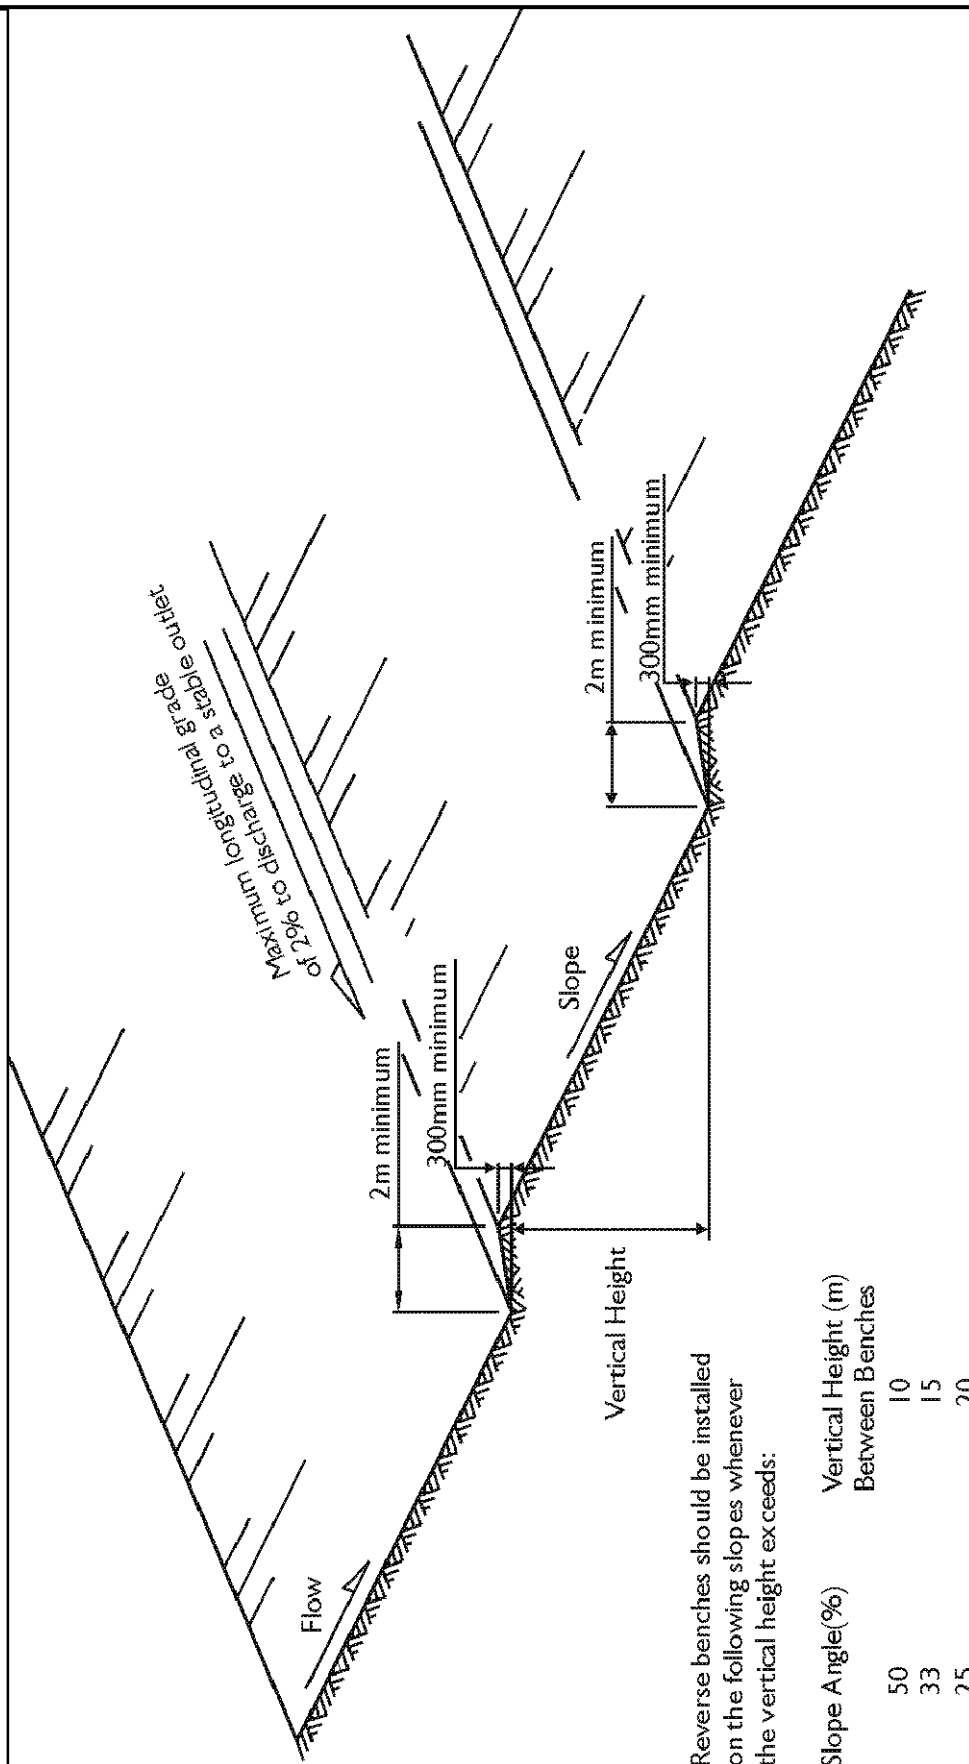 Maximum longitudinal grade
of 2% to discharge to a stable outlet
2m minimum
300mm minimum
2m minimum
300mm minimum
Flow
Slope
Vertical Height
Reverse benches should be installed
on the following slopes whenever
the vertical height exceeds:
Slope Angle(%) Vertical Height (m)
Between Benches
50 10
33 15
25 20